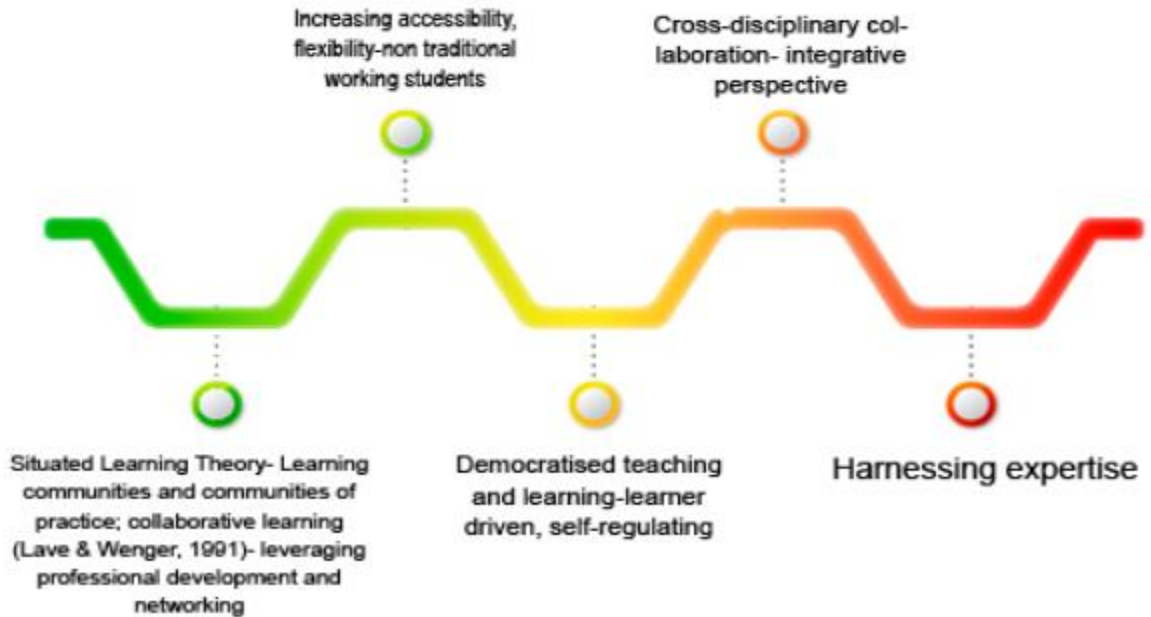 Increasing accessibility,
flexibility-non traditional
working students
Cross-disciplinary col-
laboration- integrative
perspective
Situated Learning Theory- Learning
communities and communities of
practice; collaborative learning
(Lave & Wenger, 1991)- leveraging
professional development and
networking
Democratised teaching
and learning-learner
driven, self-regulating
Harnessing expertise